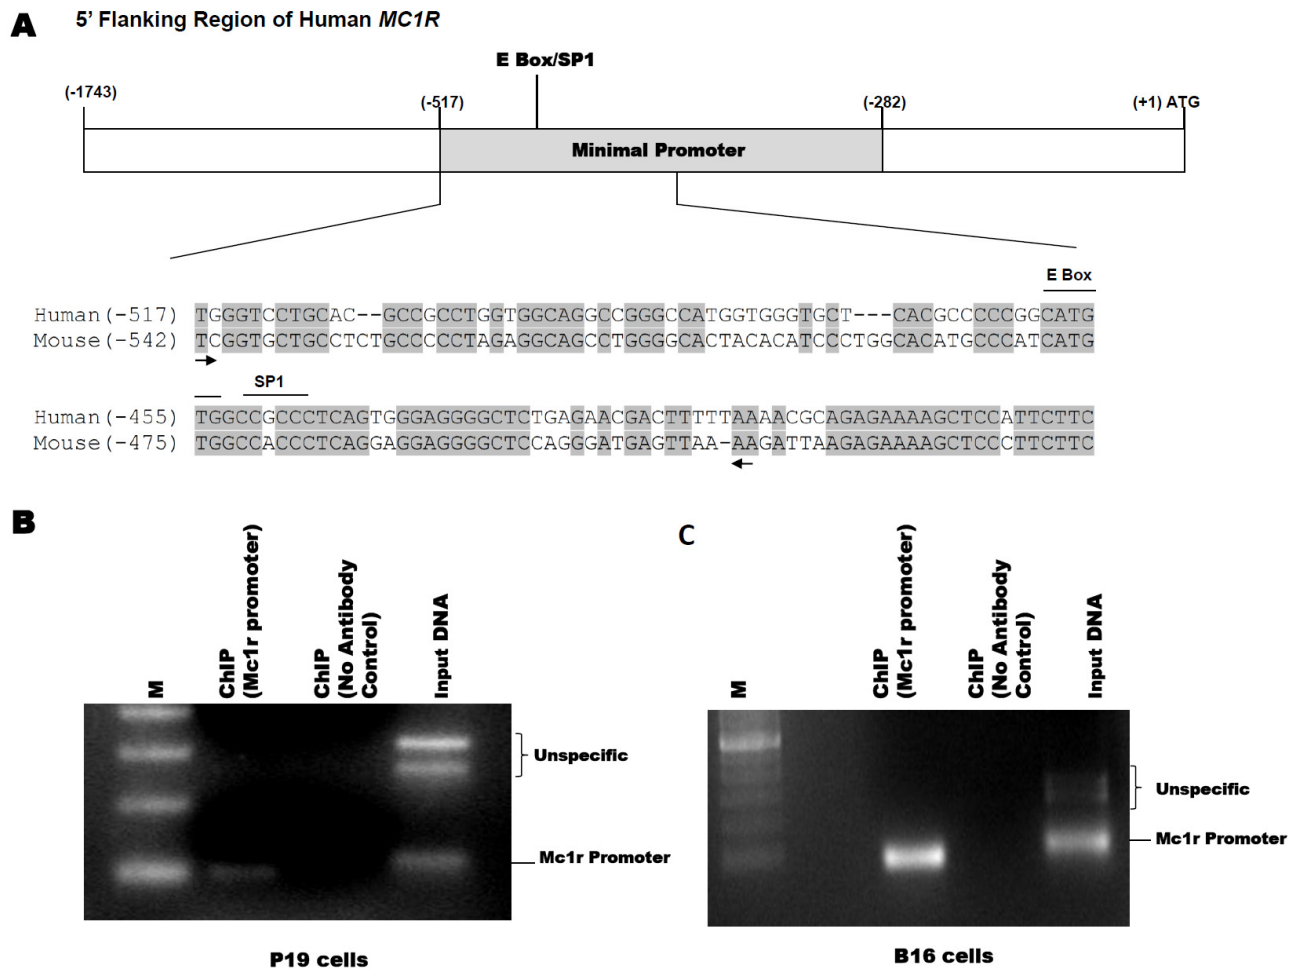 A
5' Flanking Region of Human MC1R
E Box/SP1
(-1743)
(-517)
(-282)
(+1) ATG
Minimal Promoter
E Box
Human(-517) TGGGTCCTGCAC--GCCGCCTGGTGGCAGGCCGGGCCATGGTGGGTGCT---CACGCCCCCGGCATG
Mouse(-542) TCGGTGCTGCCTCTGCCCCCTAGAGGCAGCCTGGGGCACTACACATCCCTGGCACATGCCCATCATG
SP1
Human(-455) TGGCCGCCCTCAGTGGGAGGGGCTCTGAGAACGACTTTTTAAAACGCAGAGAAAAGCTCCATTCTTC
Mouse(-475) TGGCCACCCTCAGGAGGAGGGGCTCCAGGGATGAGTTAA-AAGATTAAGAGAAAAGCTCCCTTCTTC
B
M
ChIP
(Mc1r promoter)
ChIP
(No Antibody
Control)
Input DNA
Unspecific
Mc1r Promoter
P19 cells
C
M
ChIP
(Mc1r promoter)
ChIP
(No Antibody
Control)
Input DNA
Unspecific
Mc1r Promoter
B16 cells